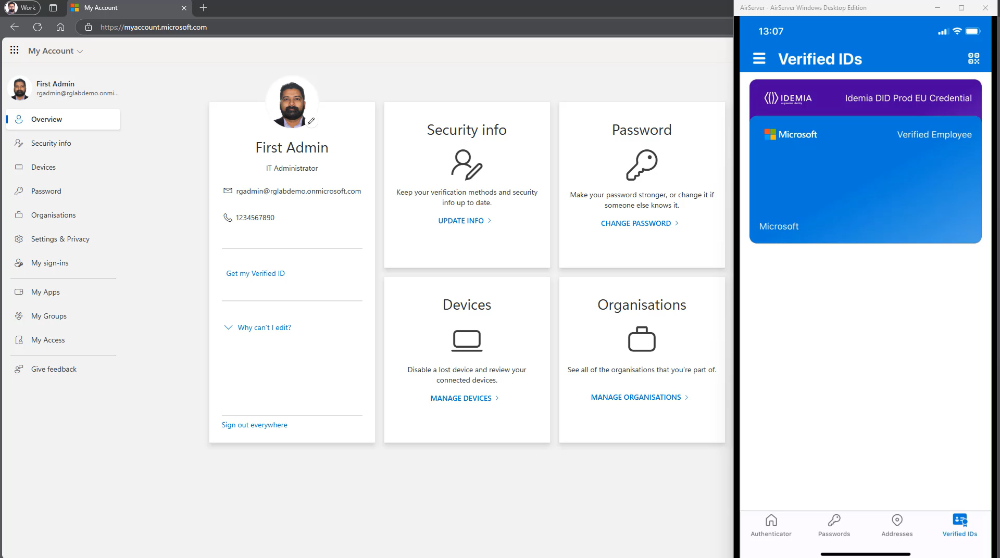 Work
My Account
https://myaccount.microsoft.com
My Account
First Admin
rgadmin@rglabdemo.onmi...
Overview
Security info
Devices
Password
Organisations
Settings & Privacy
My sign-ins
My Apps
My Groups
My Access
Give feedback
First Admin
IT Administrator
rgadmin@rglabdemo.onmicrosoft.com
1234567890
Get my Verified ID
Why can't I edit?
Sign out everywhere
Security info
Keep your verification methods and security
info up to date.
UPDATE INFO
Password
Make your password stronger, or change it if
someone else knows it.
CHANGE PASSWORD
Devices
Disable a lost device and review your
connected devices.
MANAGE DEVICES
Organisations
See all of the organisations that you're part of.
MANAGE ORGANISATIONS
AirServer - AirServer Windows Desktop Edition
13:07
Verified IDs
IDEMIA
augmented identity
Idemia DID Prod EU Credential
Microsoft
Verified Employee
Microsoft
Authenticator
Passwords
Addresses
Verified IDs